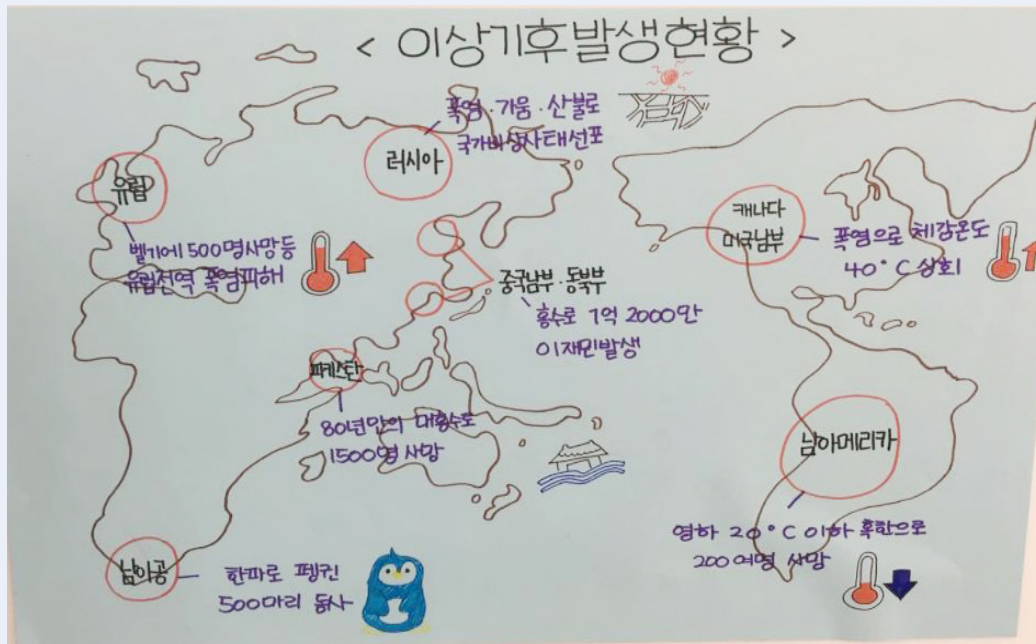 < 이상기후발생현황 >
폭염·가뭄·산불로
국가비상사태선포
러시아
유럽
벨기에 500명사망등
유럽전역 폭염피해
캐나다
미국남부
폭염으로 체감온도
40°C 상회
중국남부·동북부
홍수로 1억 2000만
이재민발생
파키스탄
80년만의 대홍수로
1500명 사망
남아메리카
영하 20°C 이하 혹한으로
200여명 사망
남아공
한파로 펭귄
500마리 동사